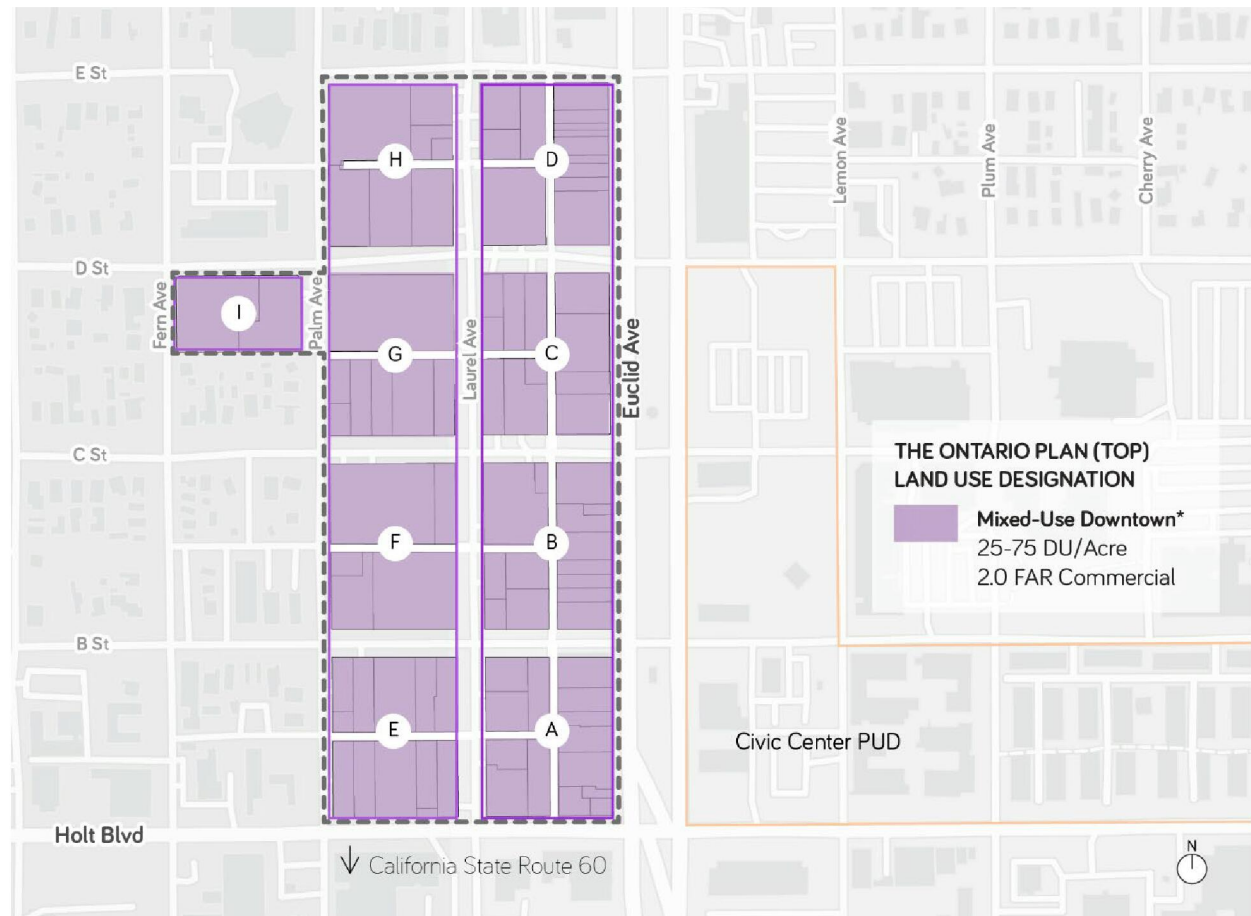 E St
H
D
Lemon Ave
Plum Ave
Cherry Ave
D St
Fern Ave
I
Palm Ave
G
Laurel Ave
C
Euclid Ave
THE ONTARIO PLAN (TOP)
LAND USE DESIGNATION
Mixed-Use Downtown*
25-75 DU/Acre
2.0 FAR Commercial
C St
F
B
B St
E
A
Civic Center PUD
Holt Blvd
California State Route 60
N